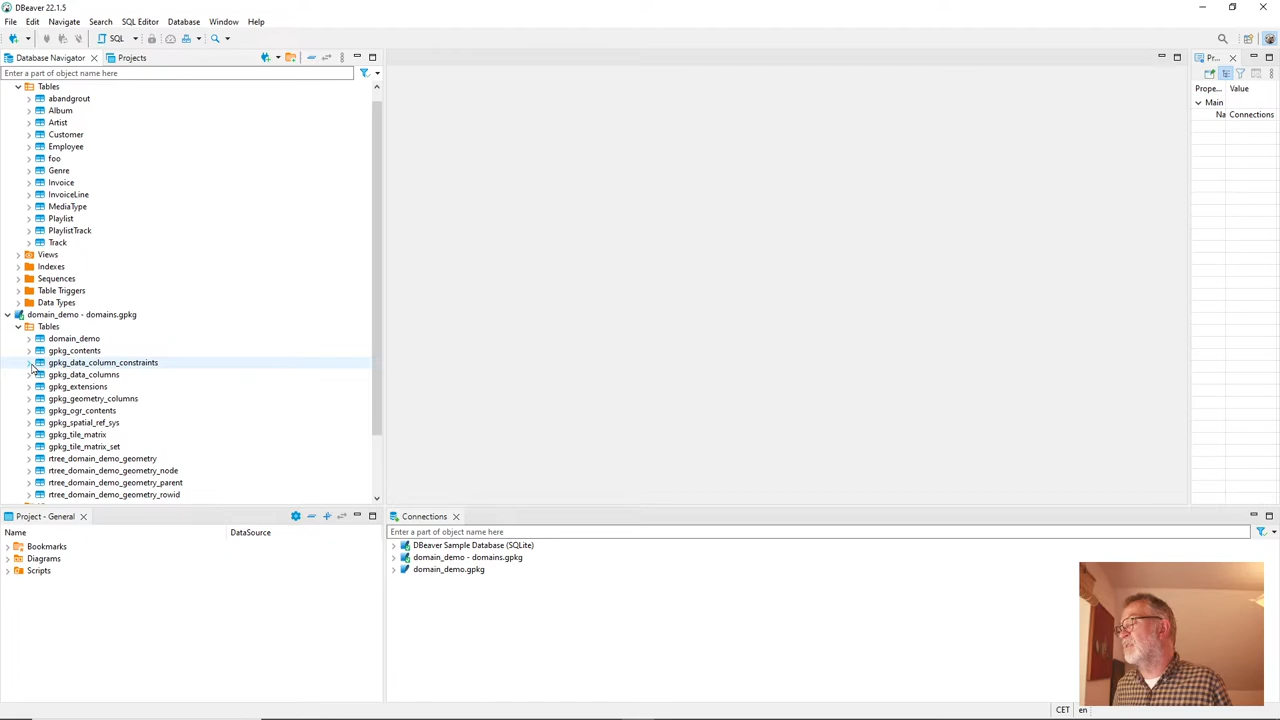 DBeaver 22.1.5
File Edit Navigate Search SQL Editor Database Window Help
SQL
Database Navigator Projects
Enter a part of object name here
Tables
abandgrout
Album
Artist
Customer
Employee
foo
Genre
Invoice
InvoiceLine
MediaType
Playlist
PlaylistTrack
Track
Views
Indexes
Sequences
Table Triggers
Data Types
domain_demo - domains.gpkg
Tables
domain_demo
gpkg_contents
gpkg_data_column_constraints
gpkg_data_columns
gpkg_extensions
gpkg_geometry_columns
gpkg_ogr_contents
gpkg_spatial_ref_sys
gpkg_tile_matrix
gpkg_tile_matrix_set
rtree_domain_demo_geometry
rtree_domain_demo_geometry_node
rtree_domain_demo_geometry_parent
rtree_domain_demo_geometry_rowid
Pr...
Prope... Value
Main
Na Connections
Project - General
Name DataSource
Bookmarks
Diagrams
Scripts
Connections
Enter a part of object name here
DBeaver Sample Database (SQLite)
domain_demo - domains.gpkg
domain_demo.gpkg
CET en